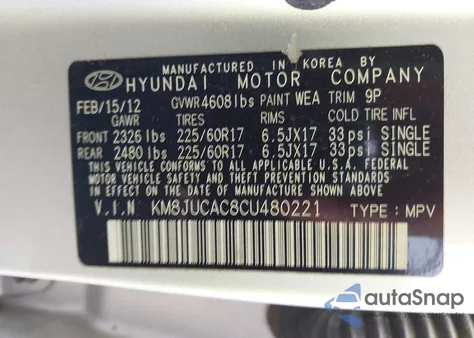 MANUFACTURED IN KOREA BY
HYUNDAI MOTOR COMPANY
FEB/15/12 GVWR 4608 lbs PAINT WEA TRIM 9P
GAWR TIRES RIMS COLD TIRE INFL
FRONT 2326 lbs 225/60R17 6.5JX17 33 psi SINGLE
REAR 2480 lbs 225/60R17 6.5JX17 33 psi SINGLE
THIS VEHICLE CONFORMS TO ALL APPLICABLE U.S.A. FEDERAL
MOTOR VEHICLE SAFETY AND THEFT PREVENTION STANDARDS
IN EFFECT ON THE DATE OF MANUFACTURE SHOWN ABOVE.
V.I.N KM8JUCAC8CU480221 TYPE : MPV
autoSnap